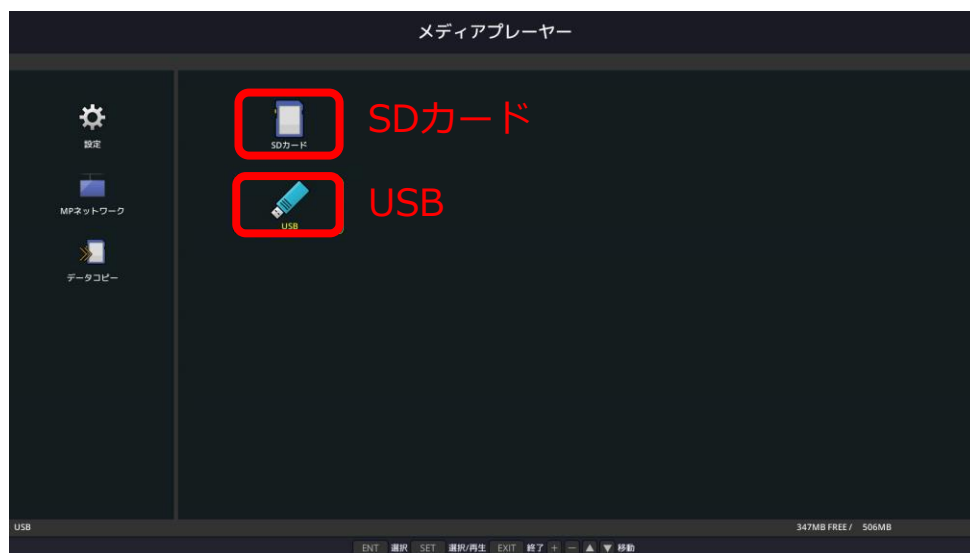 メディアプレーヤー
設定
MPネットワーク
データコピー
SDカード
SDカード
USB
USB
USB
347MB FREE / 506MB
ENT 選択 SET 選択/再生 EXIT 終了 + − ▲ ▼ 移動